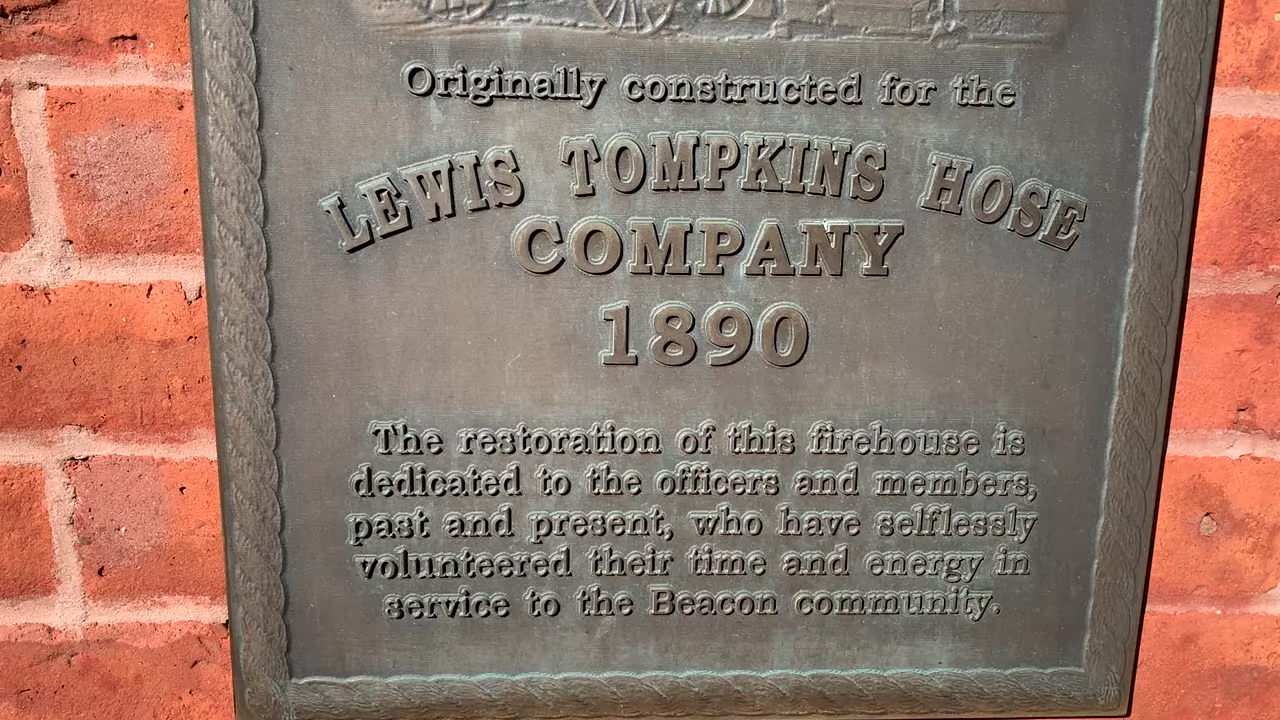 Originally constructed for the
LEWIS TOMPKINS HOSE
COMPANY
1890
The restoration of this firehouse is
dedicated to the officers and members,
past and present, who have selflessly
volunteered their time and energy in
service to the Beacon community.